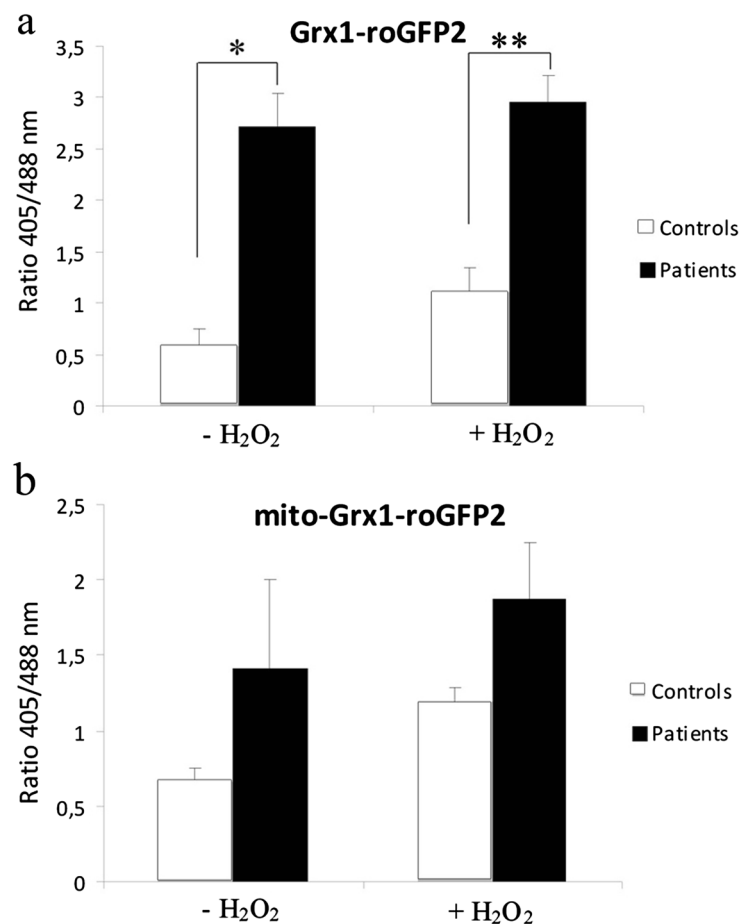 a
Grx1-roGFP2
* **
3,5
3
2,5
2
1,5
1
0,5
0
Ratio 405/488 nm
Controls
Patients
- H₂O₂ + H₂O₂
b
mito-Grx1-roGFP2
2,5
2
1,5
1
0,5
0
Ratio 405/488 nm
Controls
Patients
- H₂O₂ + H₂O₂